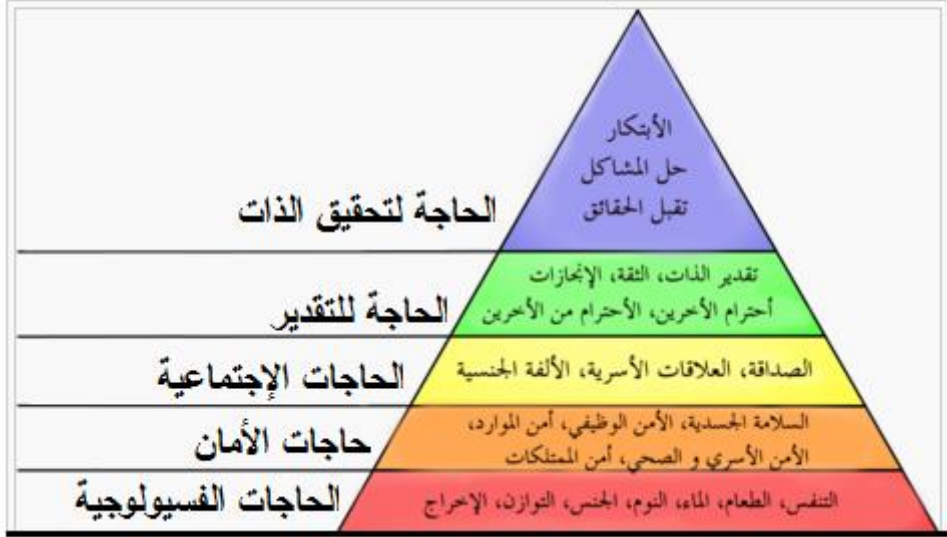 الأبتكار
حل المشاكل
تقبل الحقائق
الحاجة لتحقيق الذات
تقدير الذات، الثقة، الإنجازات
أحترام الأخرين، الأحترام من الأخرين
الحاجة للتقدير
الصداقة، العلاقات الأسرية، الألفة الجنسية
الحاجات الإجتماعية
السلامة الجسدية، الأمن الوظيفي، أمن الموارد،
الأمن الأسري و الصحي، أمن الممتلكات
حاجات الأمان
التنفس، الطعام، الماء، النوم، الجنس، التوازن، الإخراج
الحاجات الفسيولوجية